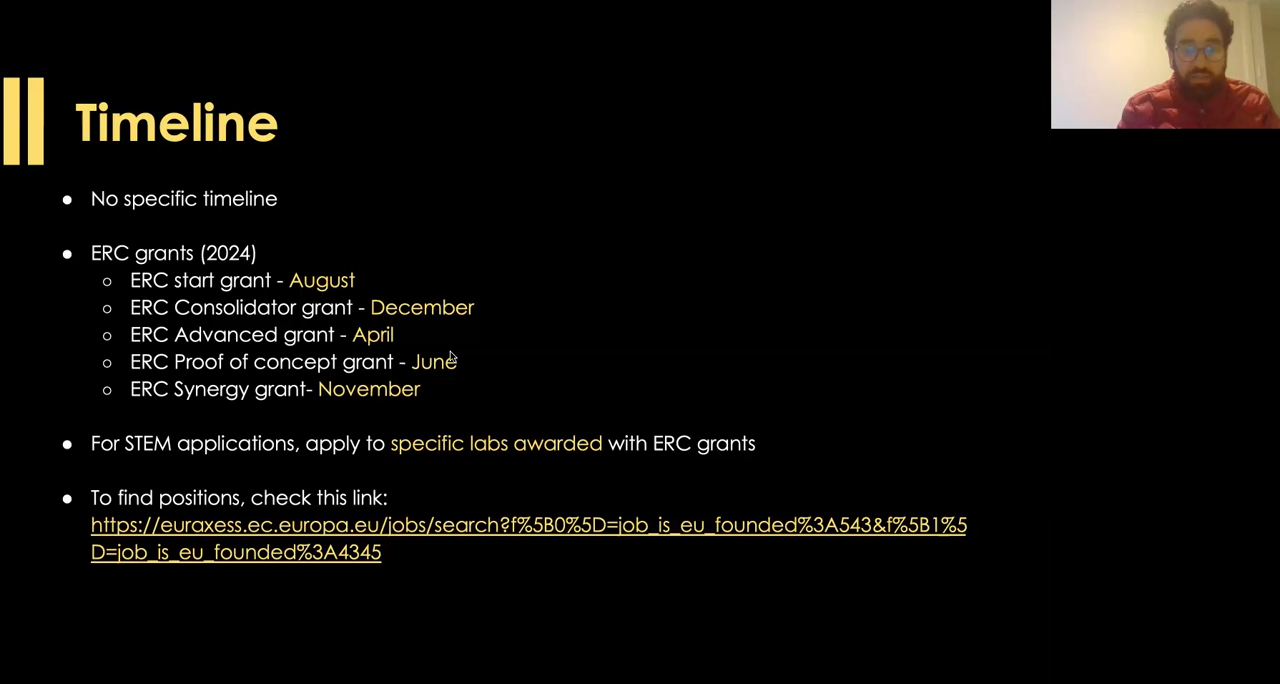 Timeline
● No specific timeline
● ERC grants (2024)
○ ERC start grant - August
○ ERC Consolidator grant - December
○ ERC Advanced grant - April
○ ERC Proof of concept grant - June
○ ERC Synergy grant- November
● For STEM applications, apply to specific labs awarded with ERC grants
● To find positions, check this link:
https://euraxess.ec.europa.eu/jobs/search?f%5B0%5D=job_is_eu_founded%3A543&f%5B1%5
D=job_is_eu_founded%3A4345